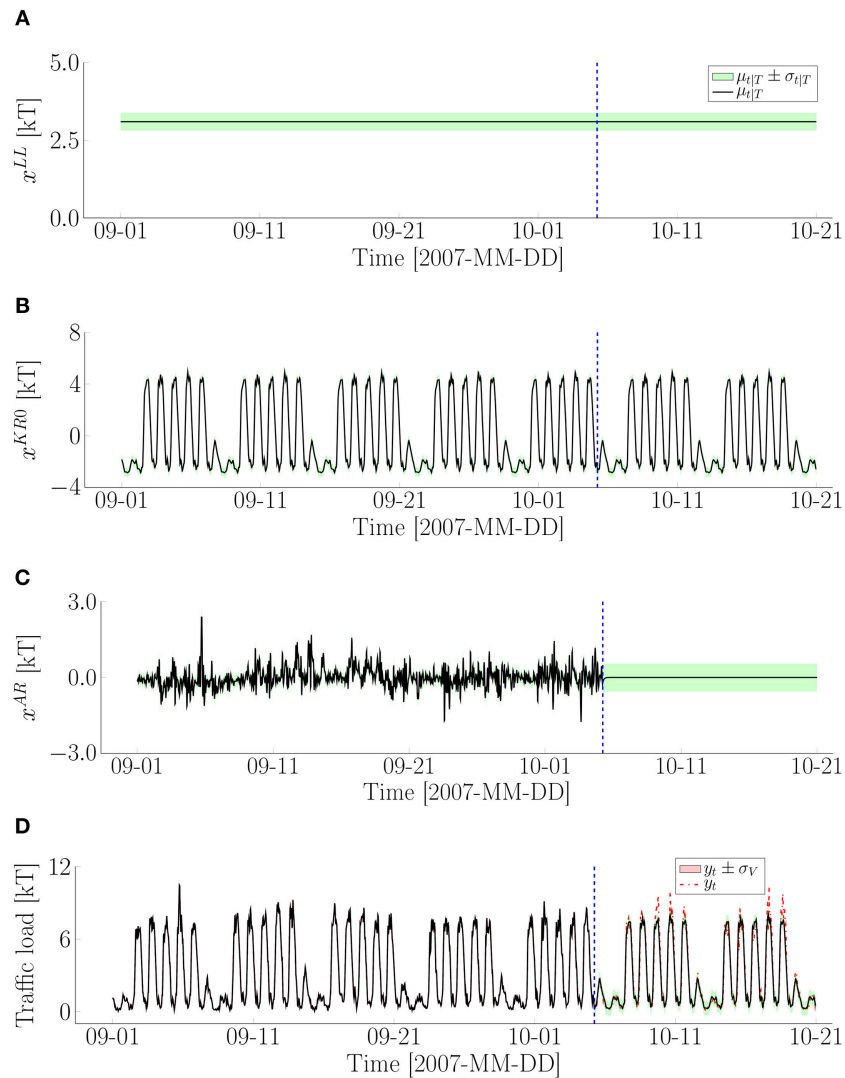 A
5.0
2.5
0.0
x^{LL} [kT]
μ_{t|T} ± σ_{t|T}
μ_{t|T}
09-01 09-11 09-21 10-01 10-11 10-21
Time [2007-MM-DD]
B
8
4
0
−4
x^{KR0} [kT]
09-01 09-11 09-21 10-01 10-11 10-21
Time [2007-MM-DD]
C
3.0
0.0
−3.0
x^{AR} [kT]
09-01 09-11 09-21 10-01 10-11 10-21
Time [2007-MM-DD]
D
12
6
0
Traffic load [kT]
y_t ± σ_V
y_t
09-01 09-11 09-21 10-01 10-11 10-21
Time [2007-MM-DD]